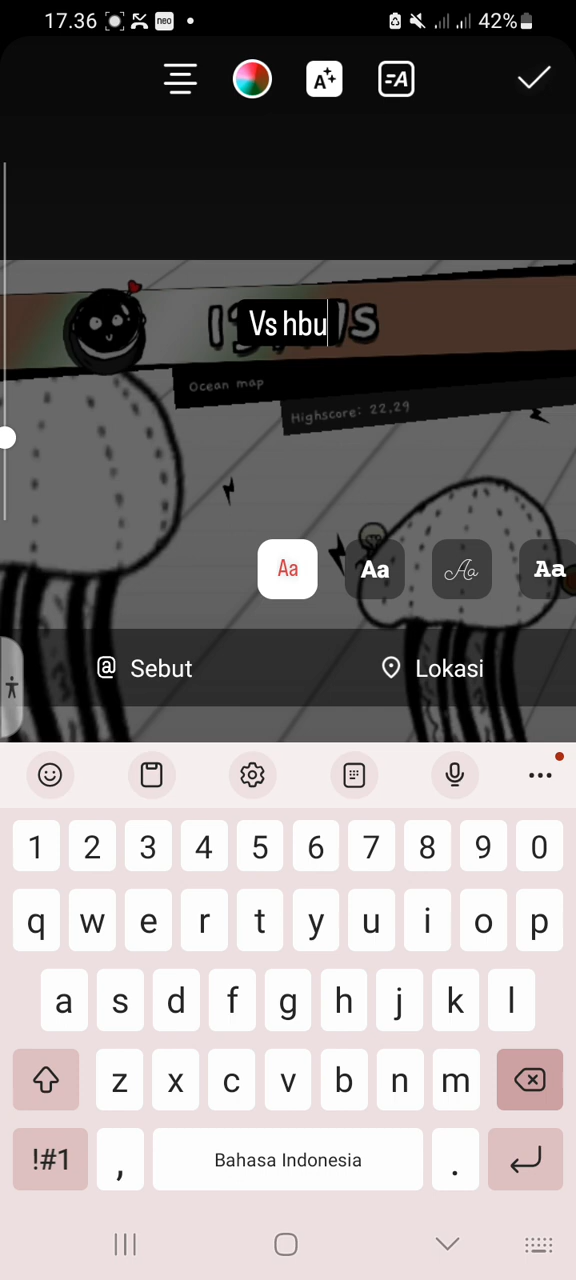 17.36
neo
42%
Vs hbu
Ocean map
Highscore: 22,29
Aa Aa Aa Aa
Sebut
Lokasi
1 2 3 4 5 6 7 8 9 0
q w e r t y u i o p
a s d f g h j k l
z x c v b n m
!#1 , Bahasa Indonesia .